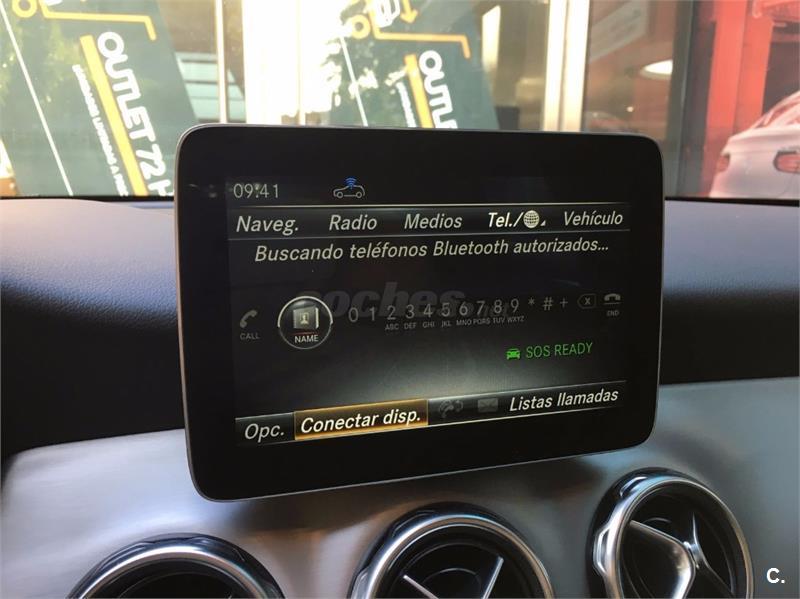 OUTLET 72 H
OUTLET
09:41
Naveg. Radio Medios Tel./ Vehículo
Buscando teléfonos Bluetooth autorizados...
coches.net
CALL NAME 0 1 2 3 4 5 6 7 8 9 * # + X END
ABC DEF GHI JKL MNO PQRS TUV WXYZ
SOS READY
Opc. Conectar disp. Listas llamadas
C.